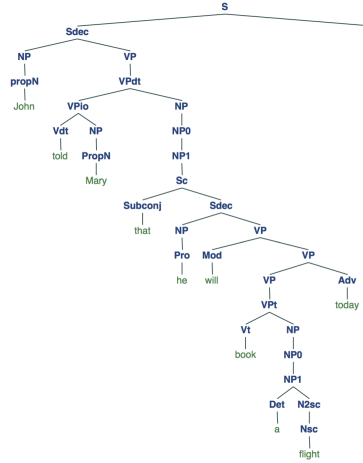 S
Sdec
NP VP
propN VPdt
John VPio NP
Vdt NP NP0
told PropN NP1
Mary Sc
Subconj Sdec
that NP VP
Pro Mod VP
he will VP Adv
VPt today
Vt NP
book NP0
NP1
Det N2sc
a Nsc
flight